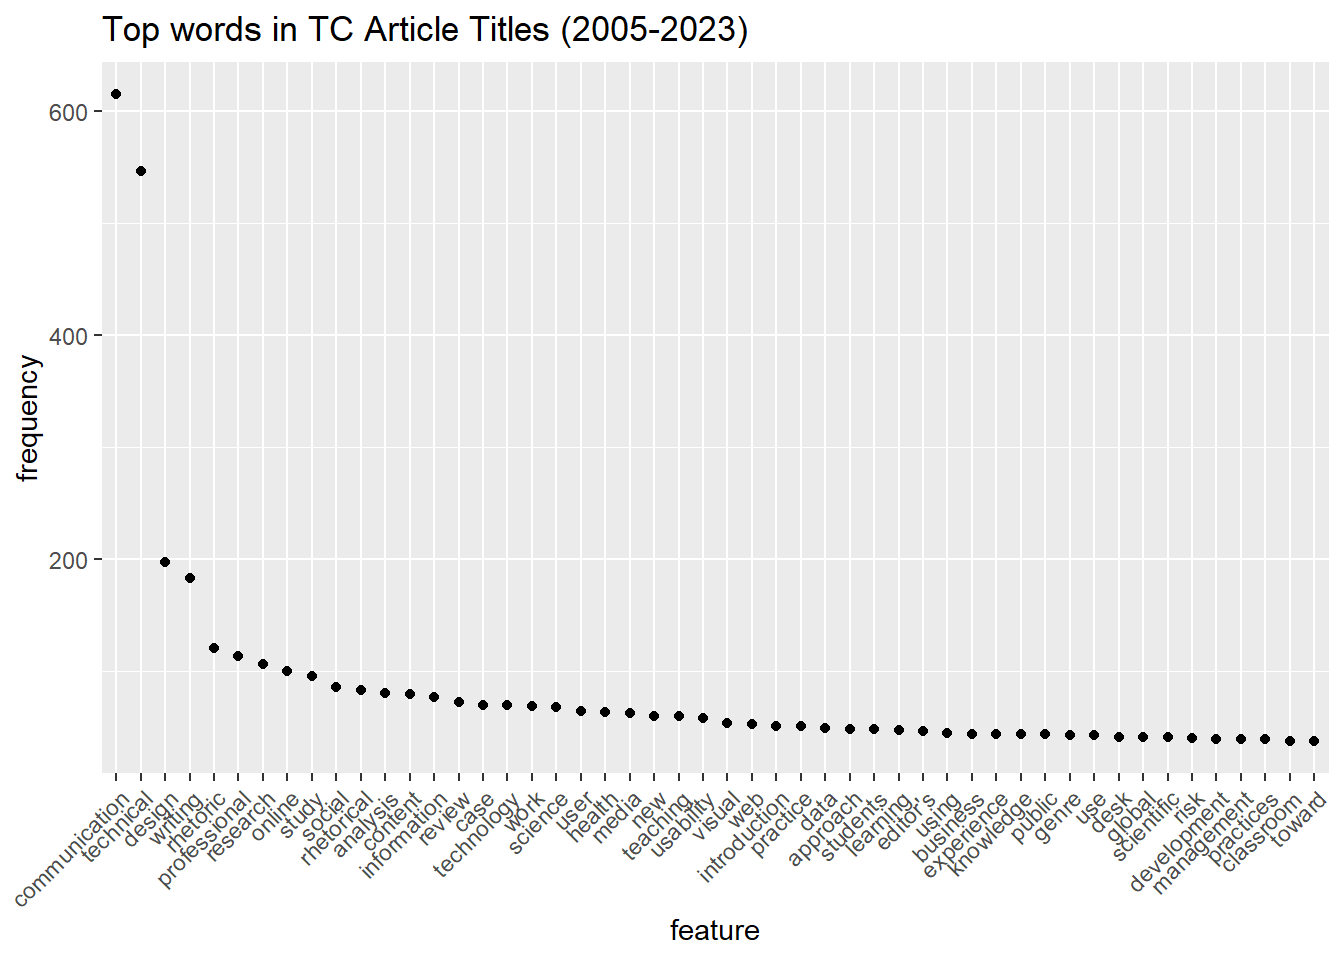 Top words in TC Article Titles (2005-2023)
600
400
200
frequency
communication
technical
design
writing
rhetoric
professional
research
online
study
social
rhetorical
analysis
content
information
review
case
technology
work
science
user
health
media
new
teaching
usability
visual
web
introduction
practice
data
approach
students
learning
editor's
using
business
experience
knowledge
public
genre
use
desk
global
scientific
risk
development
management
practices
classroom
toward
feature